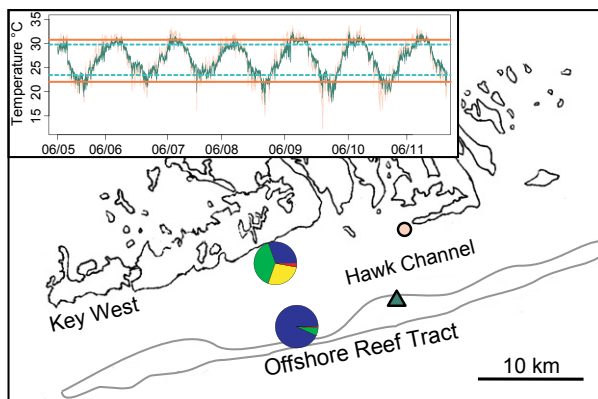 Temperature °C
30
25
20
15
06/05 06/06 06/07 06/08 06/09 06/10 06/11
Hawk Channel
Key West
Offshore Reef Tract
10 km